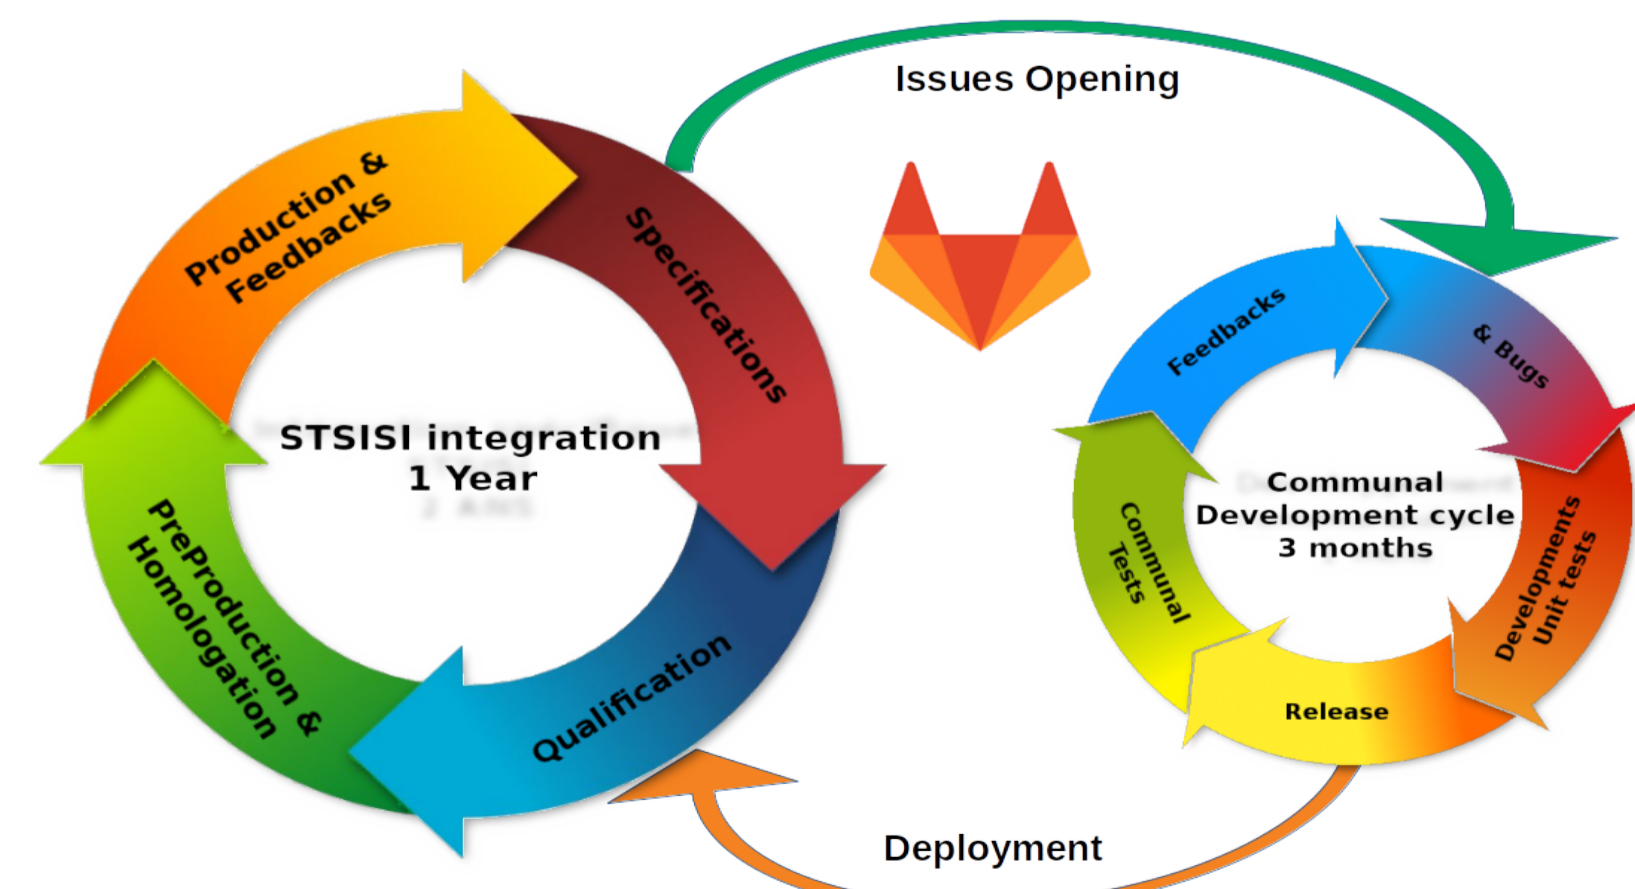 Issues Opening
Production &
Feedbacks
Specifications
STSISI integration
1 Year
PreProduction &
Homologation
Qualification
Feedbacks
& Bugs
Communal
Development cycle
3 months
Communal
Tests
Developments
Unit tests
Release
Deployment